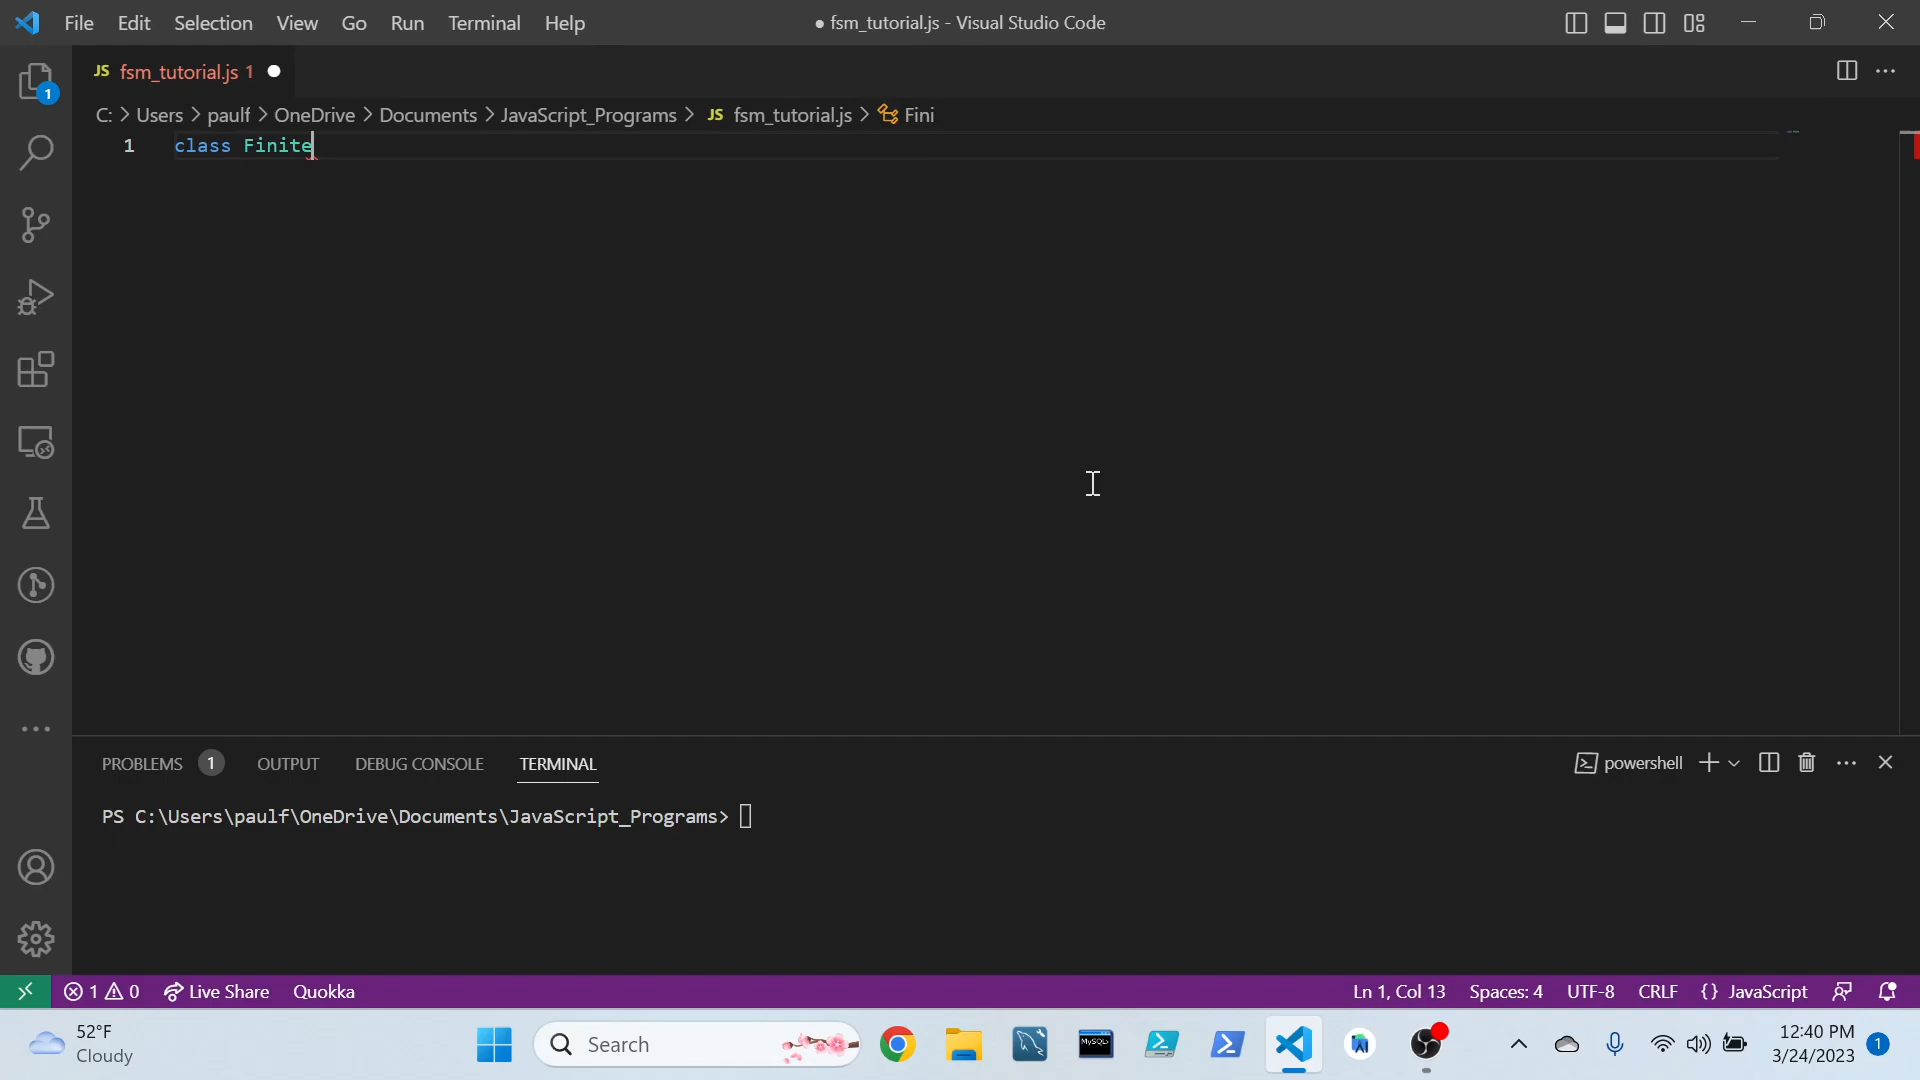 File Edit Selection View Go Run Terminal Help
● fsm_tutorial.js - Visual Studio Code
JS fsm_tutorial.js 1 ●
C: > Users > paulf > OneDrive > Documents > JavaScript_Programs > JS fsm_tutorial.js > Fini
1 class Finite
PROBLEMS 1 OUTPUT DEBUG CONSOLE TERMINAL
powershell
PS C:\Users\paulf\OneDrive\Documents\JavaScript_Programs>
1
1 0 Live Share Quokka
Ln 1, Col 13 Spaces: 4 UTF-8 CRLF {} JavaScript
52°F
Cloudy
Search
MySQL
12:40 PM
3/24/2023
1